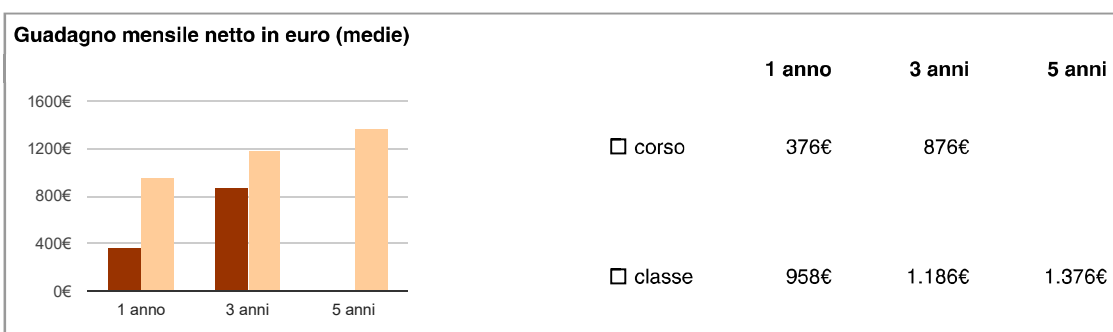 Guadagno mensile netto in euro (medie)
1 anno 3 anni 5 anni
1600€
1200€
800€
400€
0€
1 anno 3 anni 5 anni
corso 376€ 876€
classe 958€ 1.186€ 1.376€